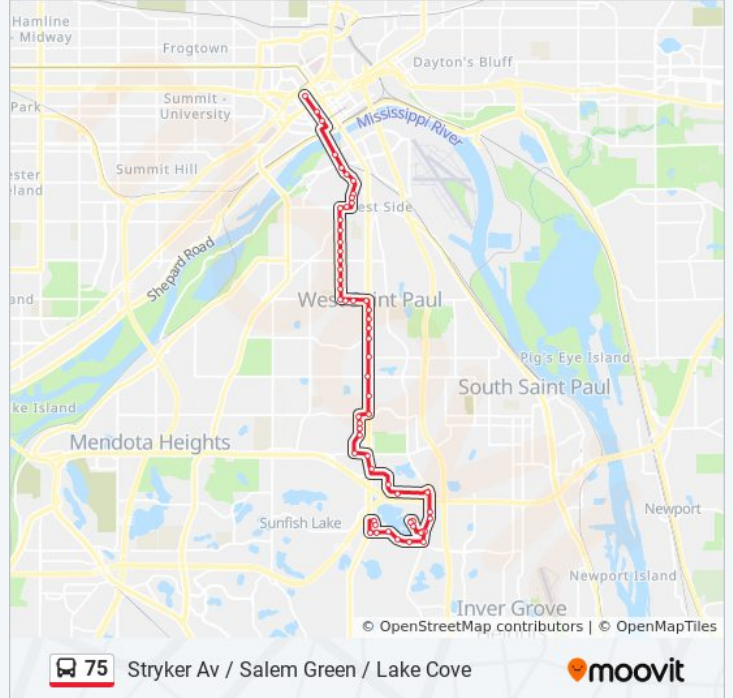 Hamline
- Midway
Frogtown
Dayton's Bluff
Park
Summit -
University
Mississippi River
Summit Hill
ester
eland
est Side
Shepard Road
and
West Saint Paul
Pig's Eye Island
South Saint Paul
ke Island
Mendota Heights
Newport
Sunfish Lake
Newport Island
Inver Grove
© OpenStreetMap contributors | © OpenMapTiles
75 Stryker Av / Salem Green / Lake Cove
moovit